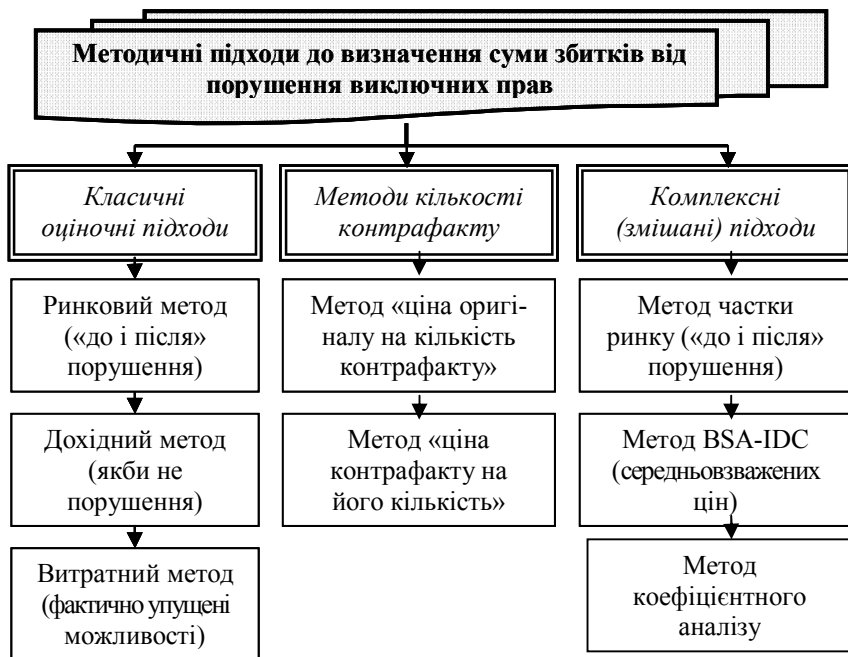 Методичні підходи до визначення суми збитків від
порушення виключних прав
Класичні
оціночні підходи
Методи кількості
контрафакту
Комплексні
(змішані) підходи
Ринковий метод
(«до і після»
порушення)
Метод «ціна оригі-
налу на кількість
контрафакту»
Метод частки
ринку («до і після»
порушення)
Дохідний метод
(якби не
порушення)
Метод «ціна
контрафакту на
його кількість»
Метод BSA-IDC
(середньовзважених
цін)
Витратний метод
(фактично упущені
можливості)
Метод
коефіцієнтного
аналізу